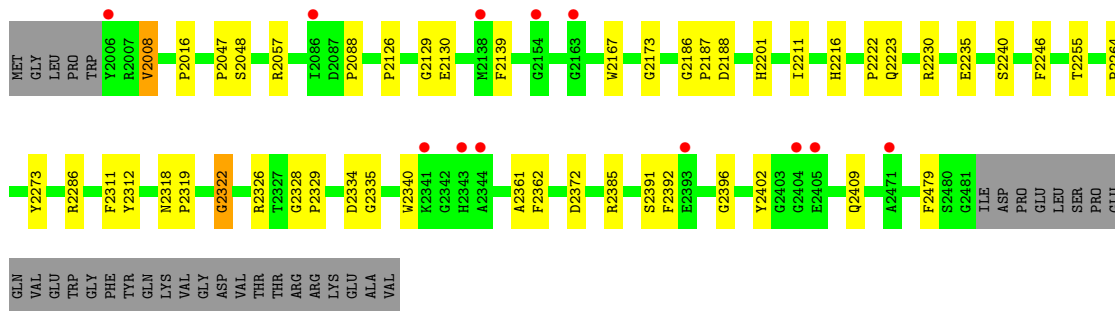 MET GLY LEU PRO TRP Y2006 R2007 V2008 P2016 P2047 S2048 R2057 I2086 D2087 P2088 P2126 G2129 E2130 M2138 F2139 G2154 G2163 W2167 G2173 G2186 P2187 D2188 H2201 I2211 H2216 P2222 Q2223 R2230 E2235 S2240 F2246 T2255
Y2273 R2286 F2311 Y2312 N2318 P2319 G2322 R2326 T2327 G2328 P2329 D2334 G2335 W2340 K2341 G2342 H2343 A2344 A2361 F2362 D2372 R2385 S2391 F2392 E2393 G2396 Y2402 G2403 G2404 E2405 Q2409 A2471 F2479 S2480 G2481 ILE ASP PRO GLU LEU SER PRO GLU
GLN VAL GLU TRP GLY PHE TYR GLN LYS VAL GLY ASP VAL THR THR ARG ARG LYS GLU ALA VAL